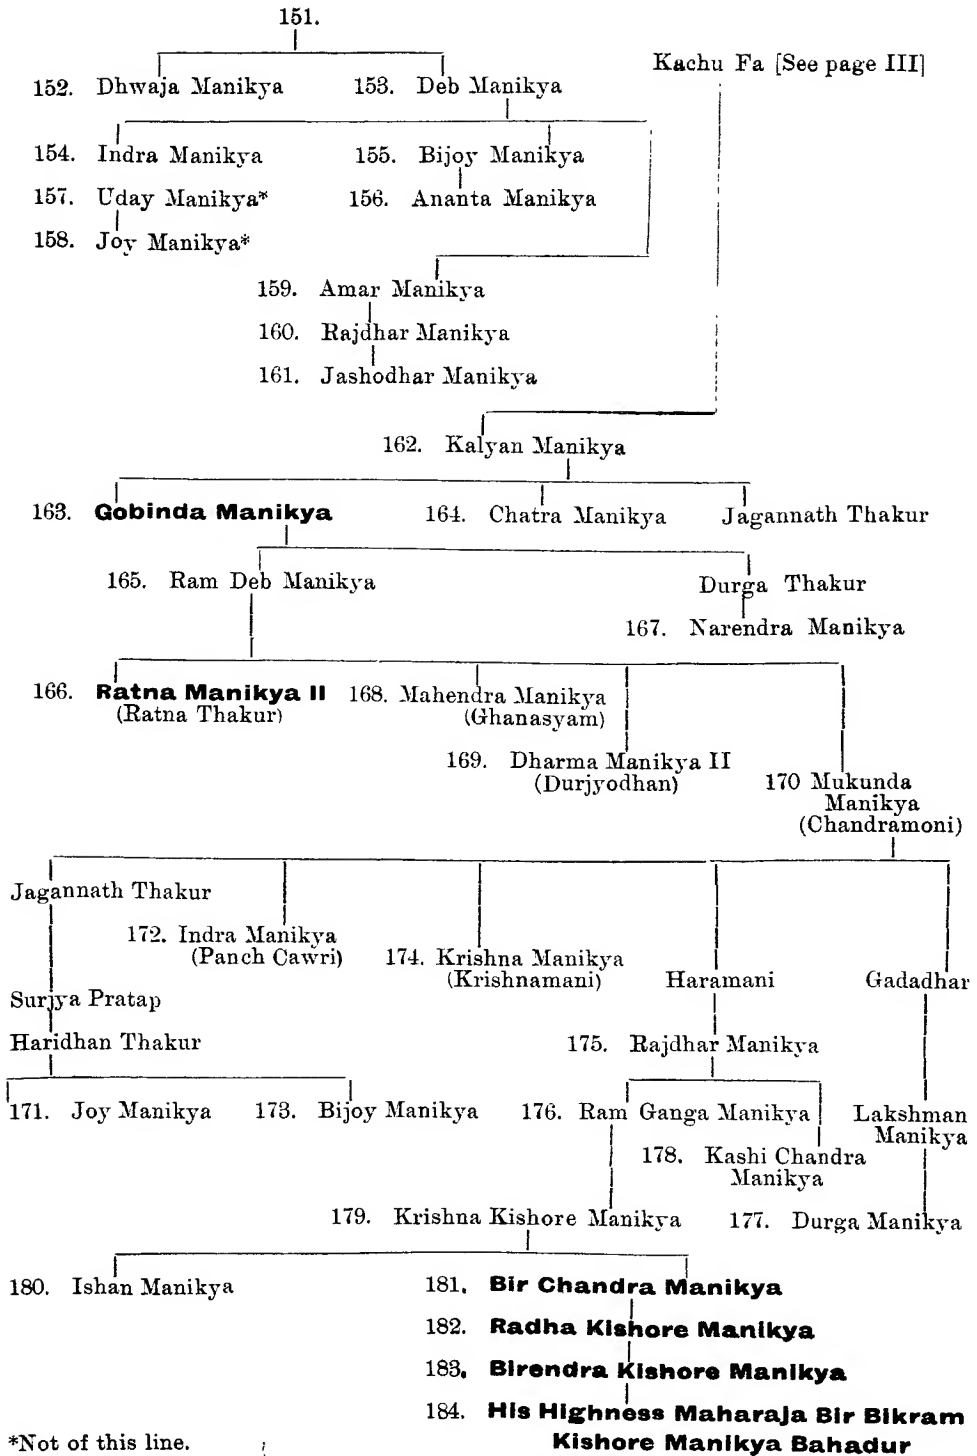 151.
Kachu Fa [See page III]
152. Dhwaja Manikya 153. Deb Manikya
154. Indra Manikya 155. Bijoy Manikya
157. Uday Manikya* 156. Ananta Manikya
158. Joy Manikya*
159. Amar Manikya
160. Rajdhar Manikya
161. Jashodhar Manikya
162. Kalyan Manikya
163. Gobinda Manikya 164. Chatra Manikya Jagannath Thakur
165. Ram Deb Manikya Durga Thakur
167. Narendra Manikya
166. Ratna Manikya II 168. Mahendra Manikya
(Ratna Thakur) (Ghanasyam)
169. Dharma Manikya II
(Durjyodhan)
170 Mukunda
Manikya
(Chandramoni)
Jagannath Thakur
172. Indra Manikya
(Panch Cawri)
174. Krishna Manikya
(Krishnamani)
Haramani Gadadhar
Surjya Pratap
Haridhan Thakur 175. Rajdhar Manikya
171. Joy Manikya 173. Bijoy Manikya 176. Ram Ganga Manikya Lakshman
Manikya
178. Kashi Chandra
Manikya
179. Krishna Kishore Manikya 177. Durga Manikya
180. Ishan Manikya 181. Bir Chandra Manikya
182. Radha Kishore Manikya
183. Birendra Kishore Manikya
184. His Highness Maharaja Bir Bikram
Kishore Manikya Bahadur
*Not of this line.